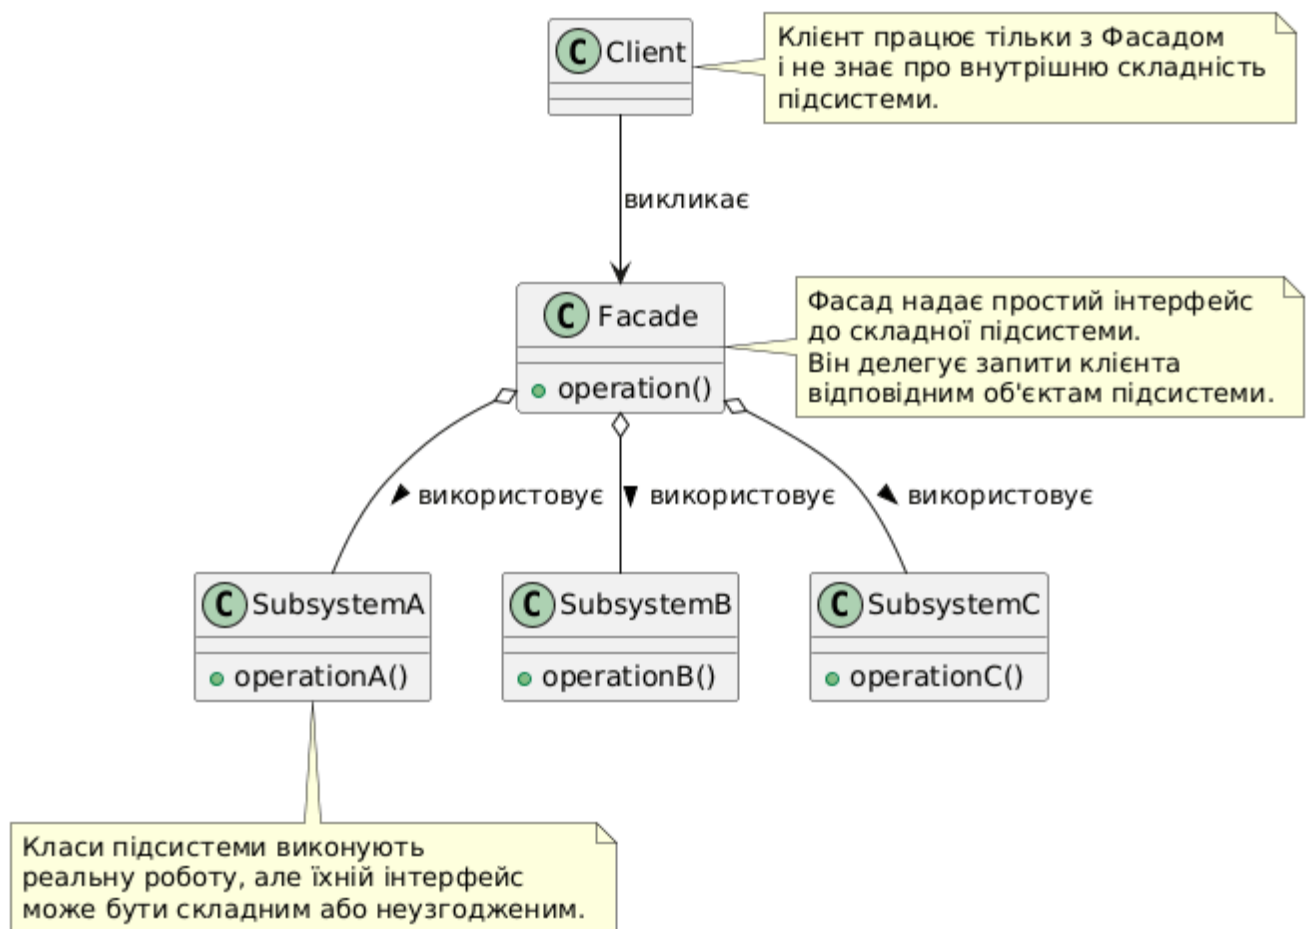 C Client
Клієнт працює тільки з Фасадом
і не знає про внутрішню складність
підсистеми.
викликає
C Facade
operation()
Фасад надає простий інтерфейс
до складної підсистеми.
Він делегує запити клієнта
відповідним об'єктам підсистеми.
використовує
використовує
використовує
C SubsystemA
operationA()
C SubsystemB
operationB()
C SubsystemC
operationC()
Класи підсистеми виконують
реальну роботу, але їхній інтерфейс
може бути складним або неузгодженим.